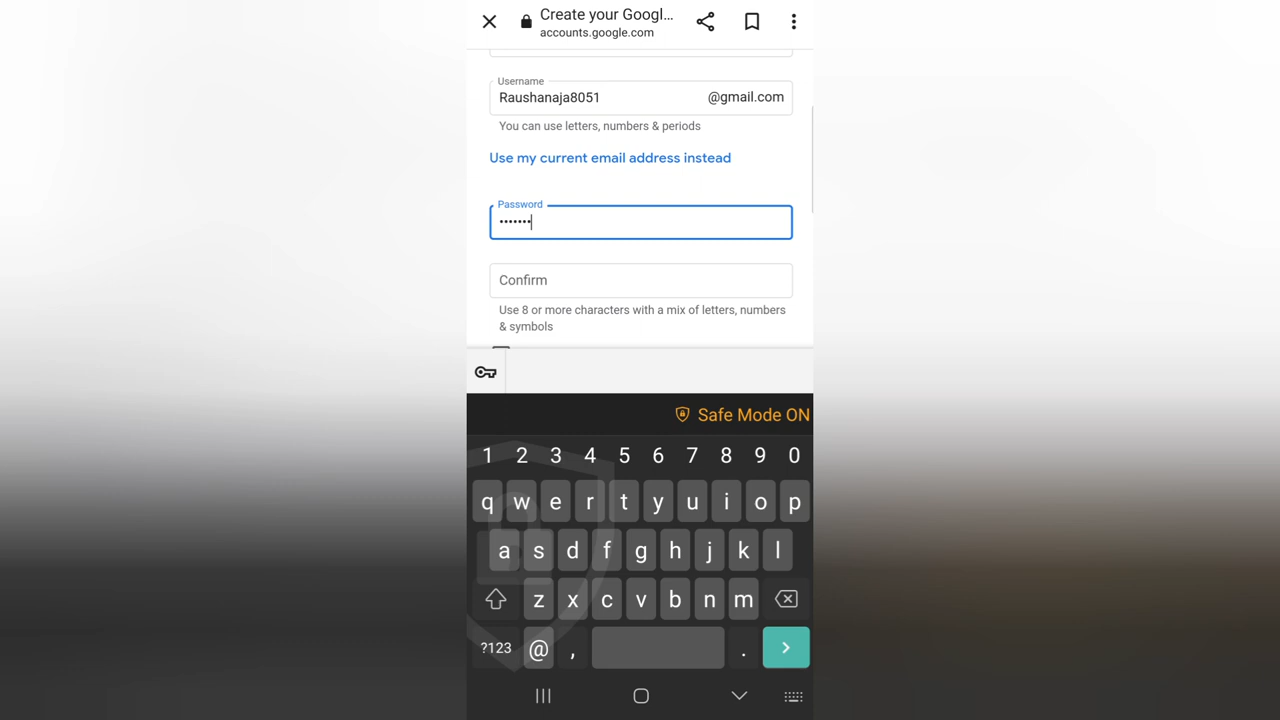 Create your Googl...
accounts.google.com
Username
Raushanaja8051 @gmail.com
You can use letters, numbers & periods
Use my current email address instead
Password
•••••••
Confirm
Use 8 or more characters with a mix of letters, numbers
& symbols
Safe Mode ON
1 2 3 4 5 6 7 8 9 0
q w e r t y u i o p
a s d f g h j k l
z x c v b n m
?123 @ , .